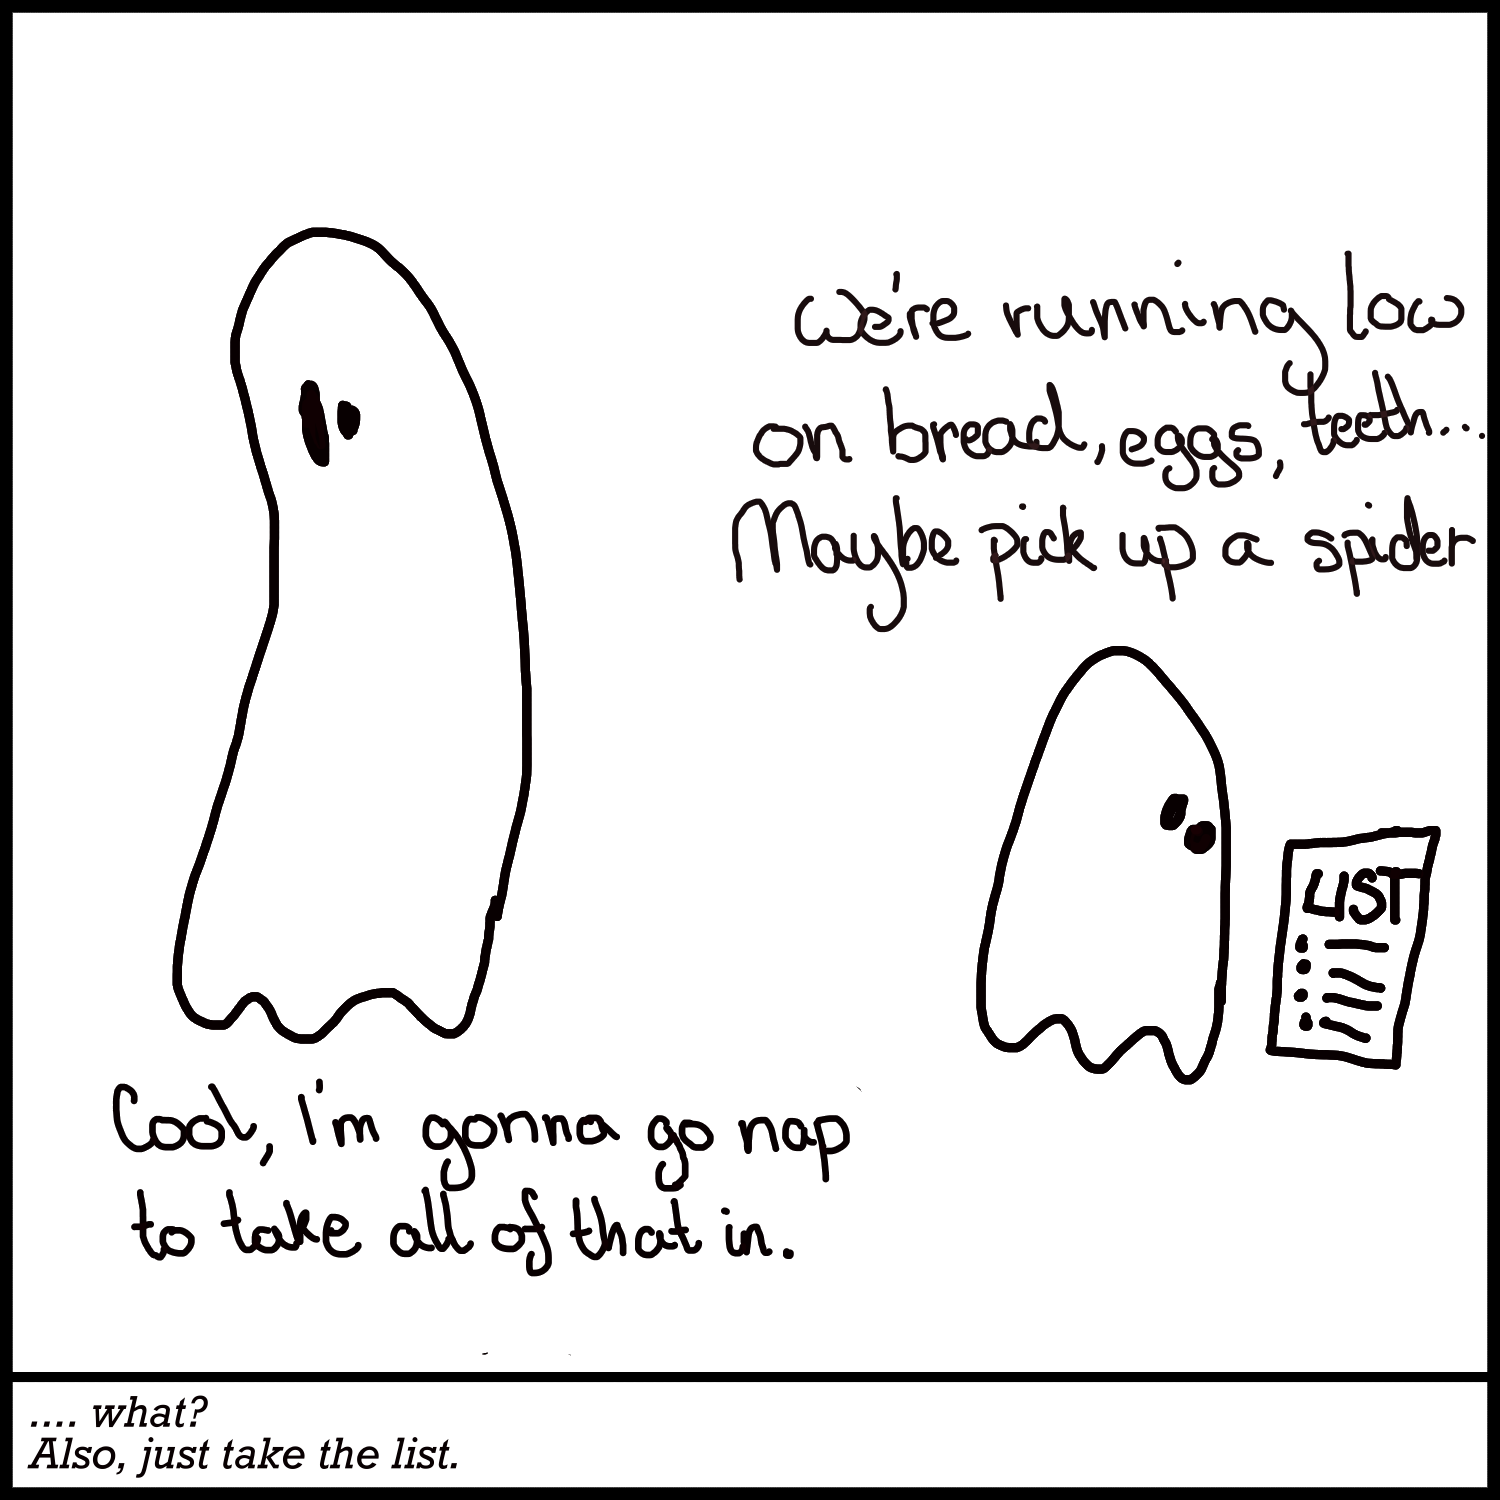 We're running low
on bread, eggs, teeth...
Maybe pick up a spider
LIST
Cool, I'm gonna go nap
to take all of that in.
.... what?
Also, just take the list.